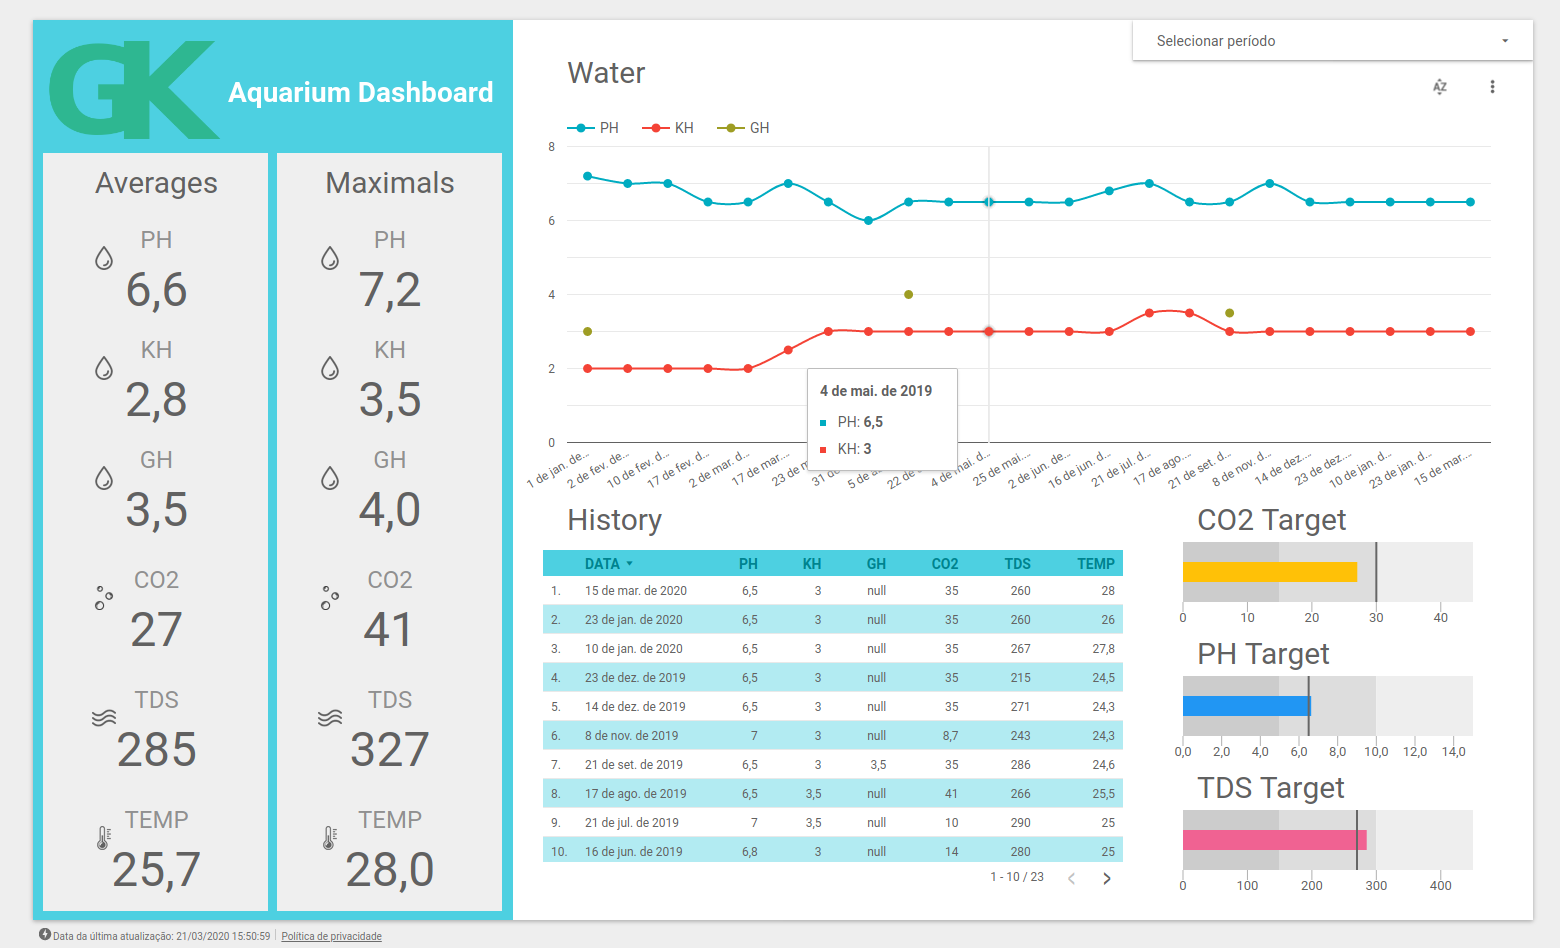 GK
Aquarium Dashboard
Averages
PH
6,6
KH
2,8
GH
3,5
CO2
27
TDS
285
TEMP
25,7
Maximals
PH
7,2
KH
3,5
GH
4,0
CO2
41
TDS
327
TEMP
28,0
Selecionar período
Water
AZ
PH KH GH
8
6
4
2
0
4 de mai. de 2019
PH: 6,5
KH: 3
1 de jan. de...
2 de fev. de...
10 de fev. d...
17 de fev. d...
2 de mar. d...
17 de mar....
23 de
31 d
5 de
22 de
4 de mai. d...
25 de mai....
2 de jun. de...
16 de jun. d...
21 de jul. d...
17 de ago....
21 de set. d...
8 de nov. d...
14 de dez....
23 de dez....
10 de jan. d...
23 de jan. d...
15 de mar....
History
DATA PH KH GH CO2 TDS TEMP
1. 15 de mar. de 2020 6,5 3 null 35 260 28
2. 23 de jan. de 2020 6,5 3 null 35 260 26
3. 10 de jan. de 2020 6,5 3 null 35 267 27,8
4. 23 de dez. de 2019 6,5 3 null 35 215 24,5
5. 14 de dez. de 2019 6,5 3 null 35 271 24,3
6. 8 de nov. de 2019 7 3 null 8,7 243 24,3
7. 21 de set. de 2019 6,5 3 3,5 35 286 24,6
8. 17 de ago. de 2019 6,5 3,5 null 41 266 25,5
9. 21 de jul. de 2019 7 3,5 null 10 290 25
10. 16 de jun. de 2019 6,8 3 null 14 280 25
1 - 10 / 23
CO2 Target
0 10 20 30 40
PH Target
0,0 2,0 4,0 6,0 8,0 10,0 12,0 14,0
TDS Target
0 100 200 300 400
Data da última atualização: 21/03/2020 15:50:59
Política de privacidade